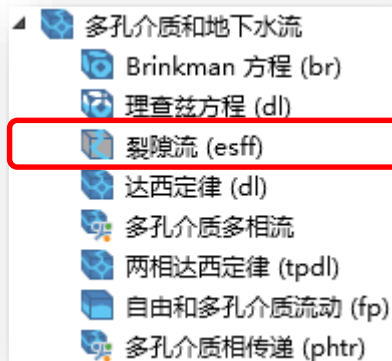 多孔介质和地下水流
Brinkman 方程 (br)
理查兹方程 (dl)
裂隙流 (esff)
达西定律 (dl)
多孔介质多相流
两相达西定律 (tpdl)
自由和多孔介质流动 (fp)
多孔介质相传递 (phtr)